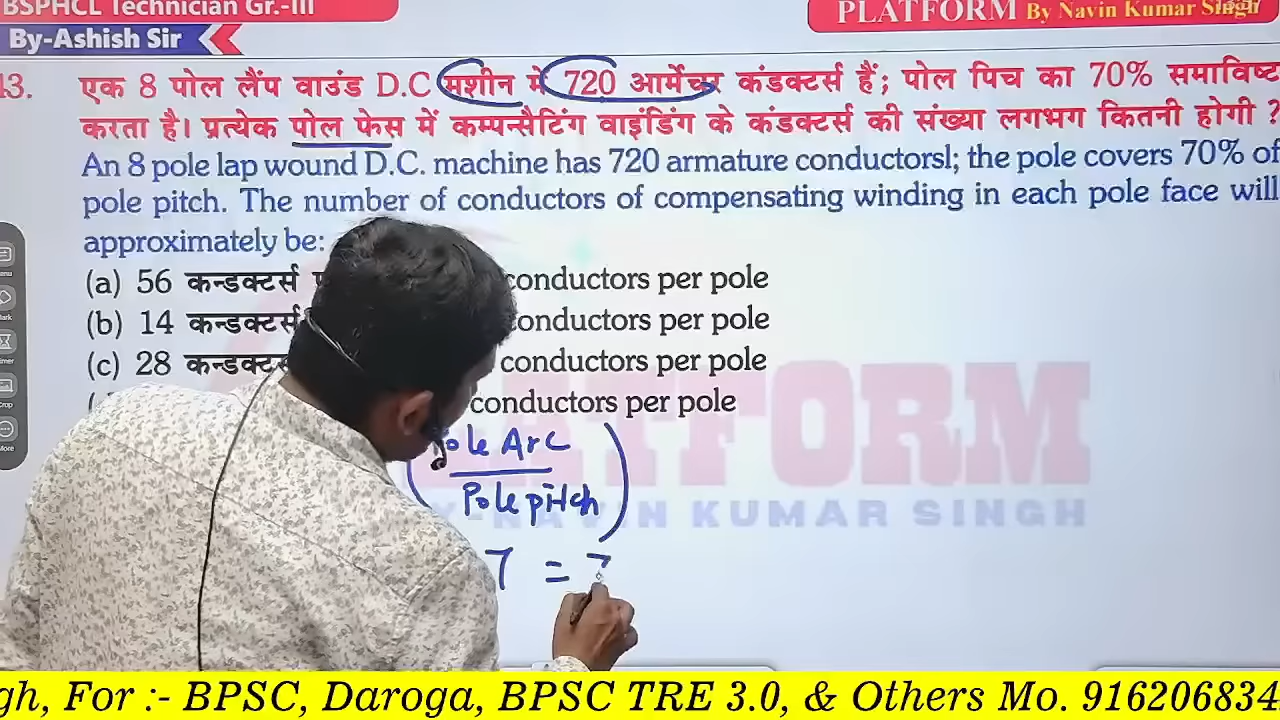 BSPHCL Technician Gr.-III
PLATFORM By Navin Kumar Singh
By-Ashish Sir
13. एक 8 पोल लैंप वाउंड D.C मशीन में 720 आर्मेचर कंडक्टर्स हैं; पोल पिच का 70% समाविष्ट
करता है। प्रत्येक पोल फेस में कम्पन्सैटिंग वाइंडिंग के कंडक्टर्स की संख्या लगभग कितनी होगी ?
An 8 pole lap wound D.C. machine has 720 armature conductorsl; the pole covers 70% of
pole pitch. The number of conductors of compensating winding in each pole face will
approximately be:
(a) 56 कन्डक्टर्स conductors per pole
(b) 14 कन्डक्टर्स conductors per pole
(c) 28 conductors per pole
conductors per pole
Pole Arc
Pole pitch
7 = 7
PLATFORM
BY-NAVIN KUMAR SINGH
gh, For :- BPSC, Daroga, BPSC TRE 3.0, & Others Mo. 916206834